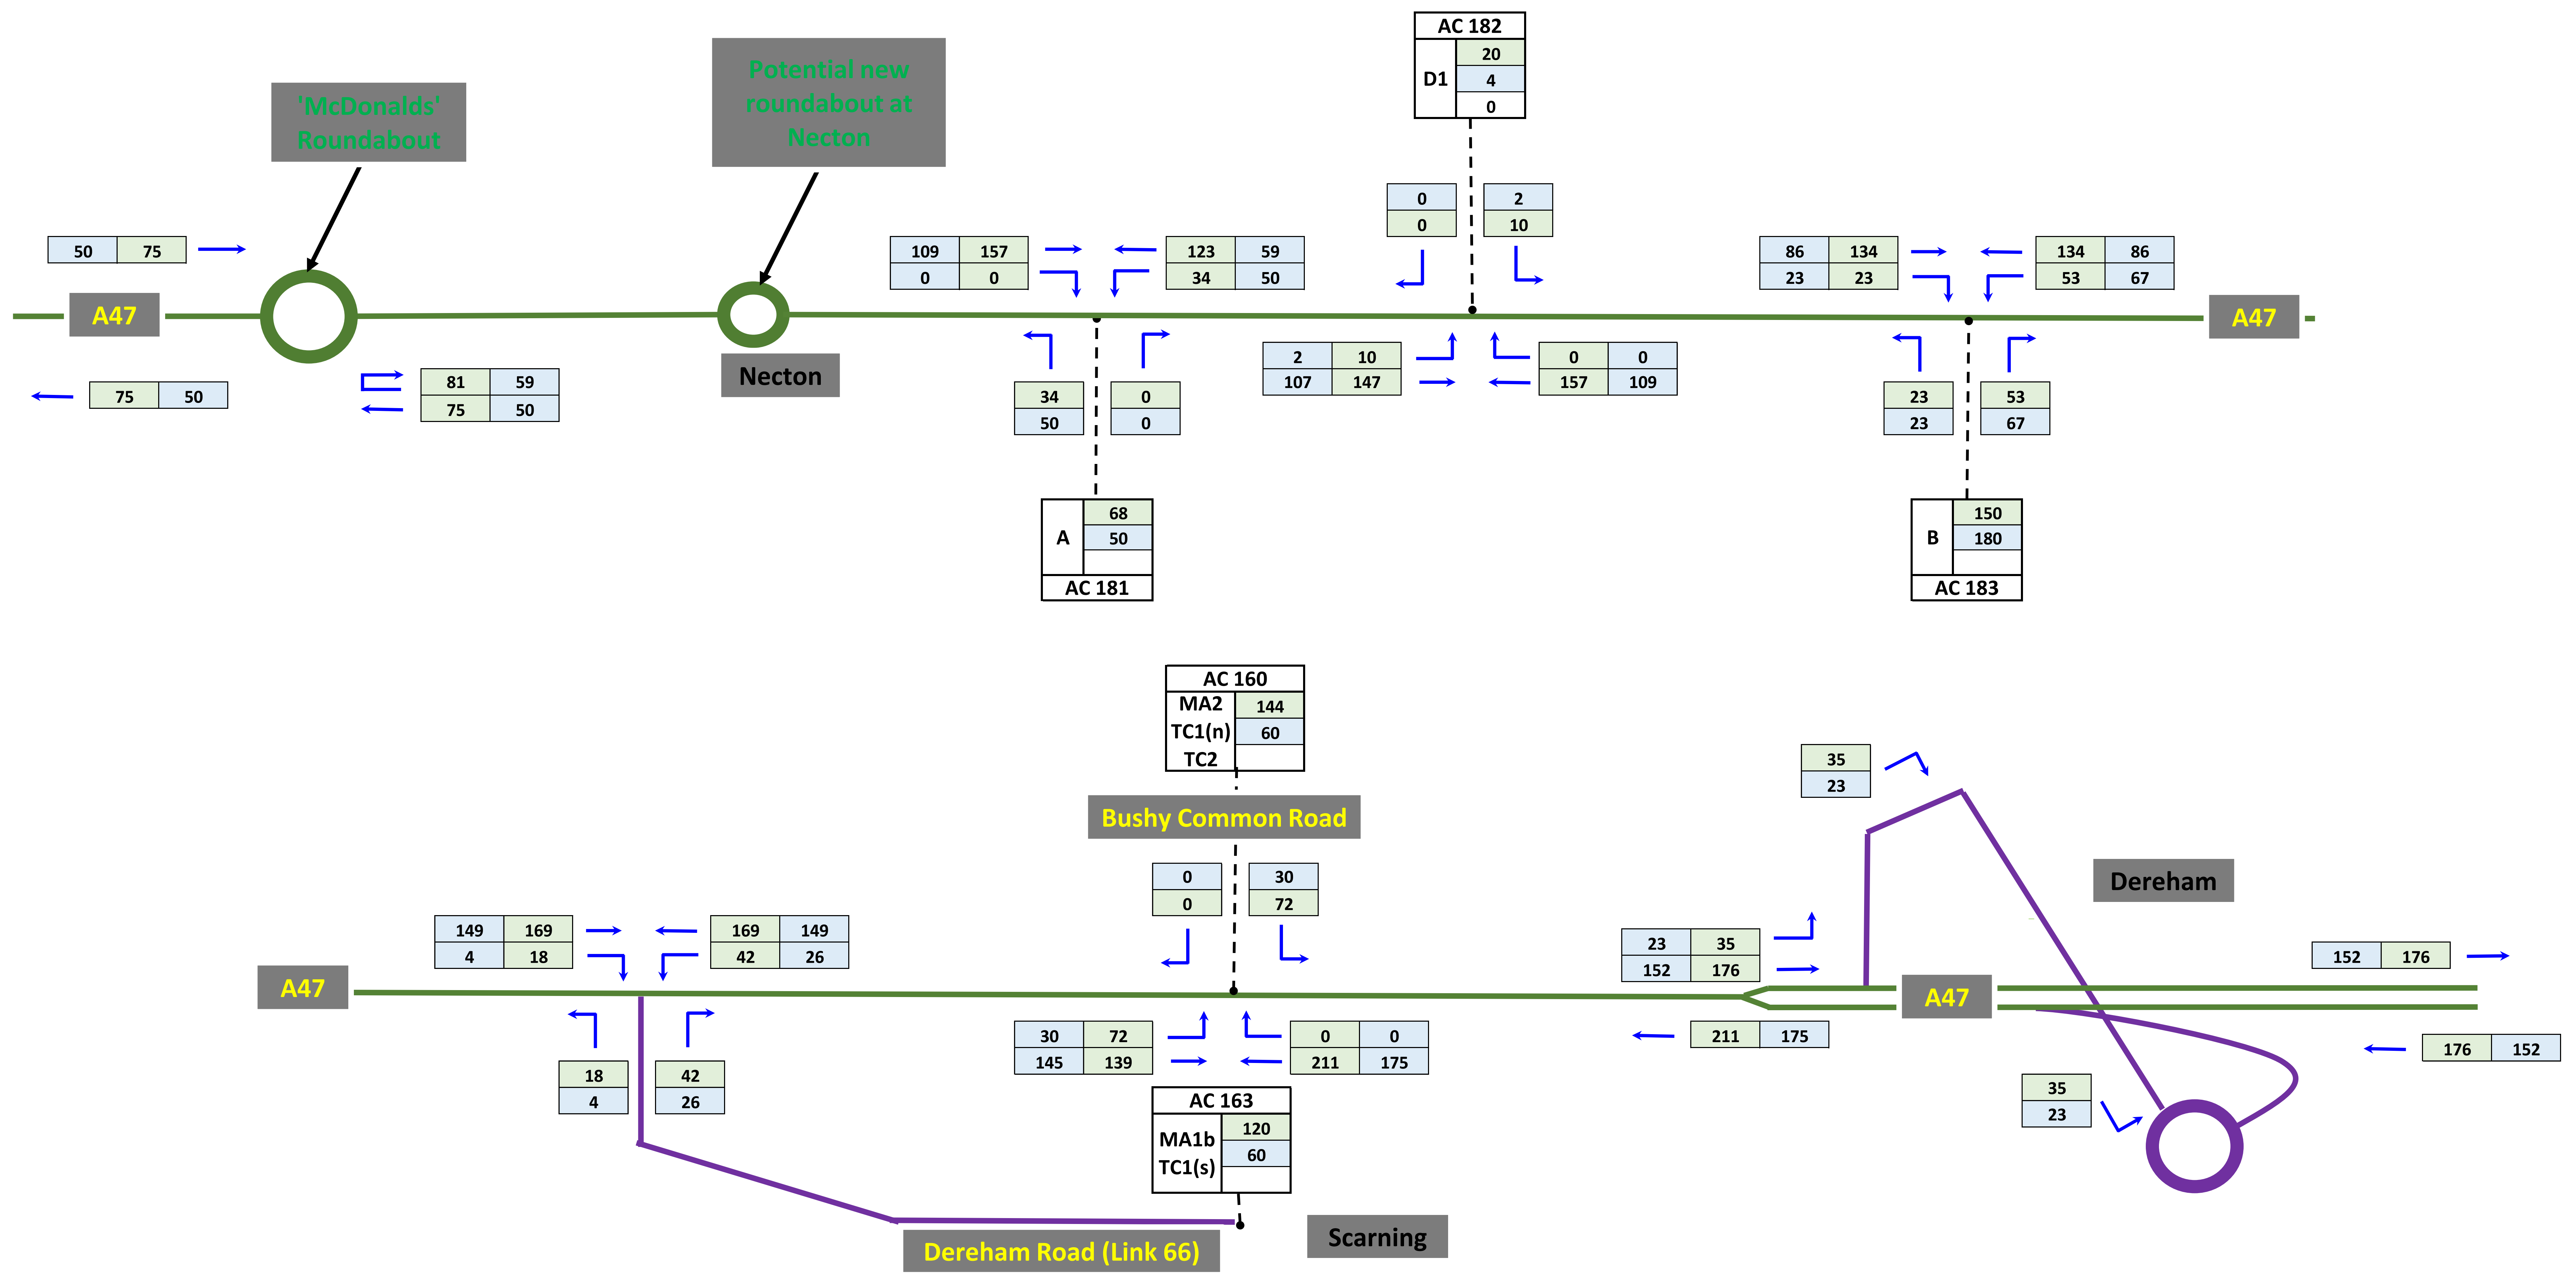 AC 182
20
D1
4
0
'McDonalds'
Roundabout
Potential new
roundabout at
Necton
0 2
0 10
50 75
109 157
0 0
123 59
34 50
86 134
23 23
134 86
53 67
A47
A47
Necton
75 50
81 59
75 50
2 10
107 147
0 0
157 109
34 0
50 0
23 53
23 67
68
A
50
AC 181
150
B
180
AC 183
AC 160
MA2 144
TC1(n) 60
TC2
Bushy Common Road
35
23
Dereham
0 30
0 72
149 169
4 18
169 149
42 26
23 35
152 176
152 176
A47
A47
30 72
145 139
0 0
211 175
211 175
176 152
18 42
4 26
35
23
AC 163
120
MA1b
60
TC1(s)
Scarning
Dereham Road (Link 66)